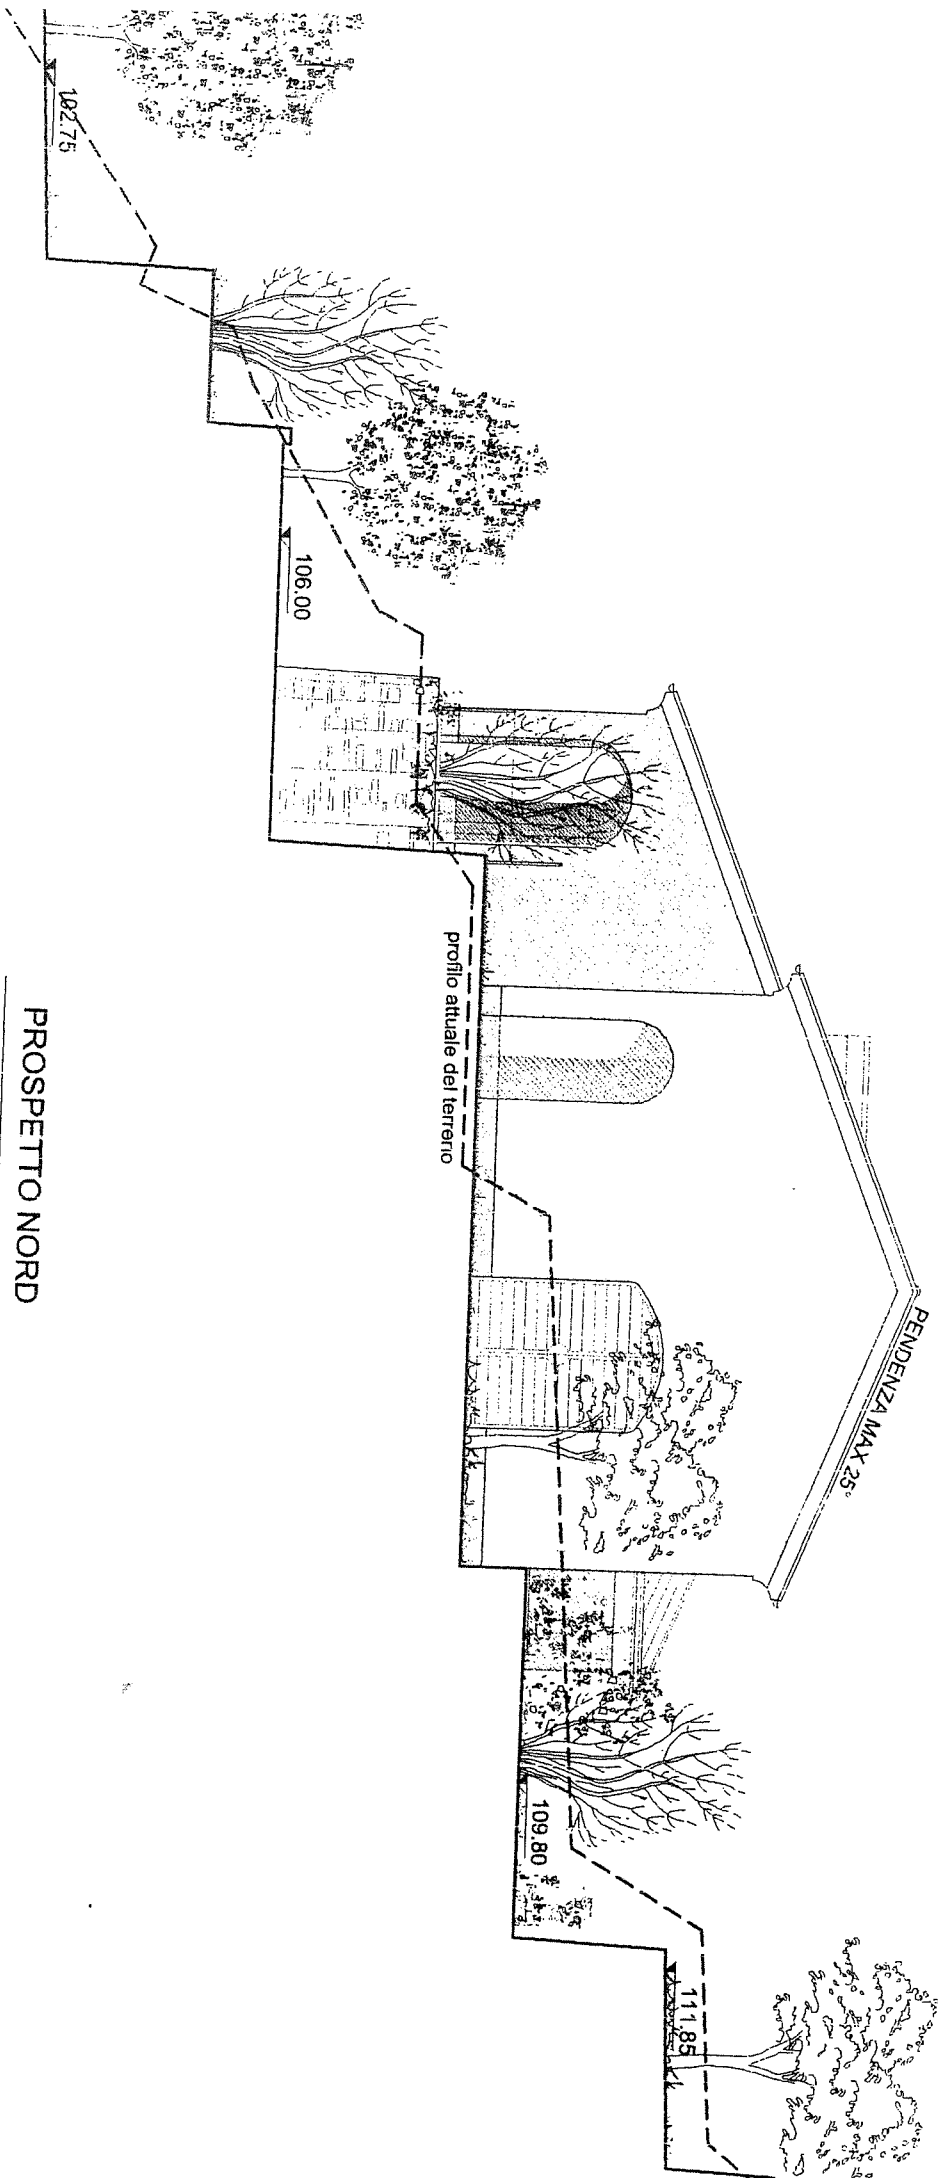 PENDENZA MAX 25°
102.75
106.00
profilo attuale del terreno
109.80
111.85
PROSPETTO NORD